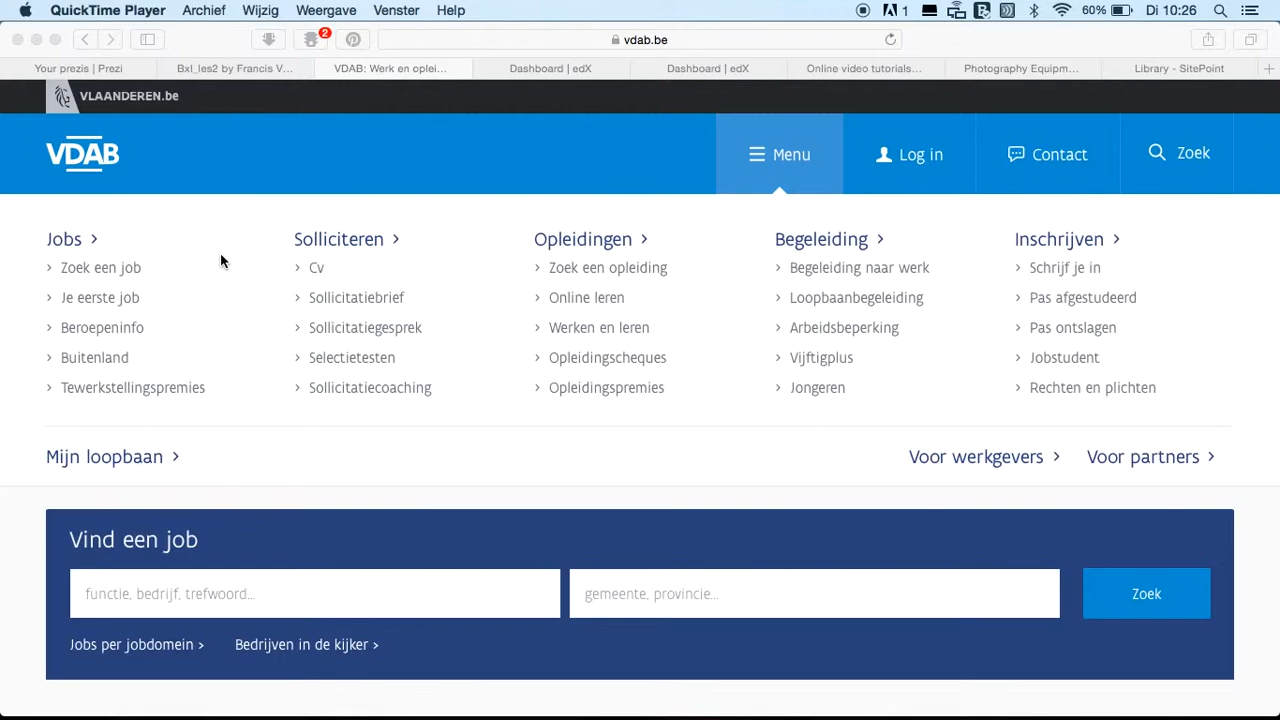 QuickTime Player Archief Wijzig Weergave Venster Help 1 60% Di 10:26
2 vdab.be
Your prezis | Prezi Bxl_les2 by Francis V... VDAB: Werk en oplei... Dashboard | edX Dashboard | edX Online video tutorials... Photography Equipm... Library - SitePoint
VLAANDEREN.be
VDAB Menu Log in Contact Zoek
Jobs > Solliciteren > Opleidingen > Begeleiding > Inschrijven >
> Zoek een job > Cv > Zoek een opleiding > Begeleiding naar werk > Schrijf je in
> Je eerste job > Sollicitatiebrief > Online leren > Loopbaanbegeleiding > Pas afgestudeerd
> Beroepeninfo > Sollicitatiegesprek > Werken en leren > Arbeidsbeperking > Pas ontslagen
> Buitenland > Selectietesten > Opleidingscheques > Vijftigplus > Jobstudent
> Tewerkstellingspremies > Sollicitatiecoaching > Opleidingspremies > Jongeren > Rechten en plichten
Mijn loopbaan > Voor werkgevers > Voor partners >
Vind een job
functie, bedrijf, trefwoord... gemeente, provincie... Zoek
Jobs per jobdomein > Bedrijven in de kijker >